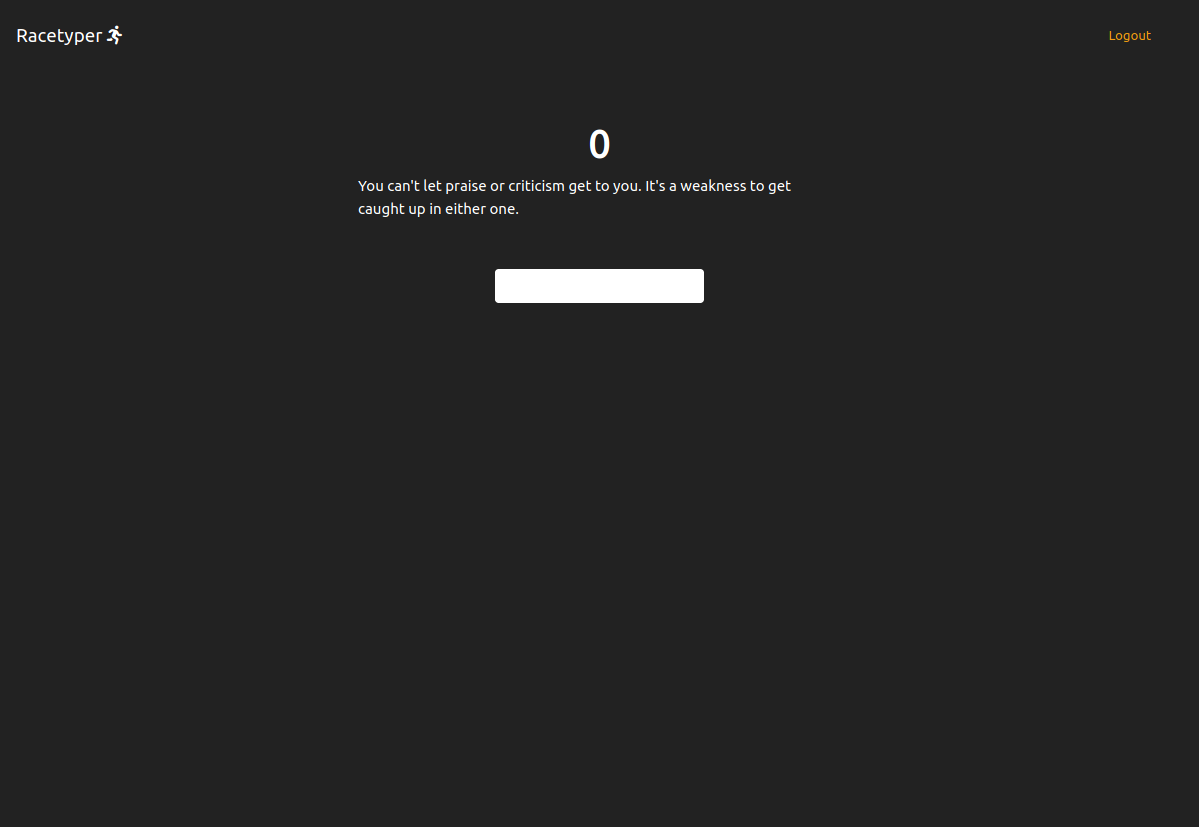 Racetyper
Logout
0
You can't let praise or criticism get to you. It's a weakness to get
caught up in either one.